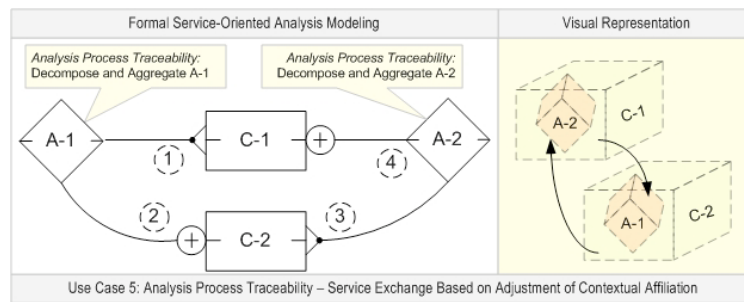 Formal Service-Oriented Analysis Modeling
Visual Representation
Analysis Process Traceability:
Decompose and Aggregate A-1
Analysis Process Traceability:
Decompose and Aggregate A-2
A-1
C-1
A-2
1
4
2
3
C-2
A-2
C-1
A-1
C-2
Use Case 5: Analysis Process Traceability – Service Exchange Based on Adjustment of Contextual Affiliation